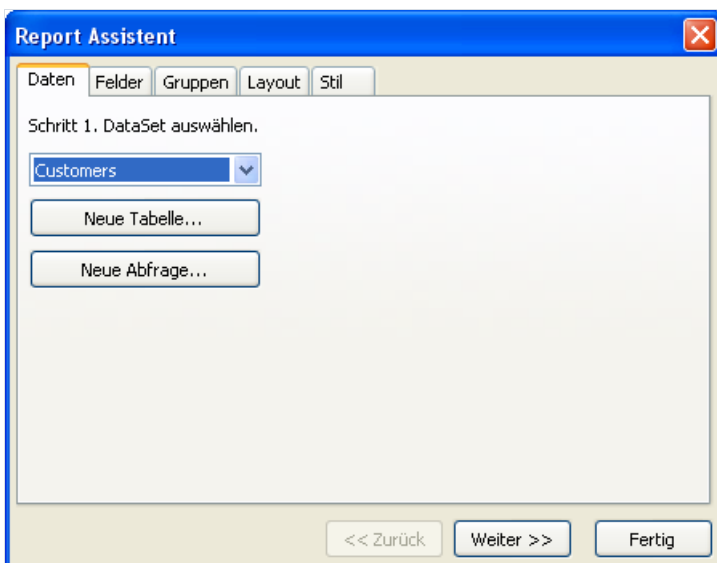 Report Assistent
Daten Felder Gruppen Layout Stil
Schritt 1. DataSet auswählen.
Customers
Neue Tabelle...
Neue Abfrage...
<< Zurück Weiter >> Fertig